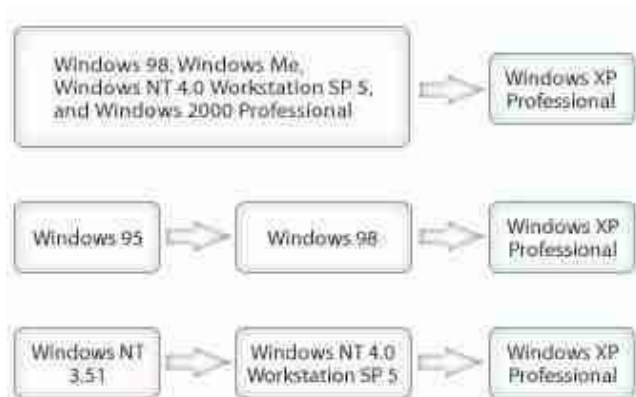 Windows 98, Windows Me,
Windows NT 4.0 Workstation SP 5,
and Windows 2000 Professional
Windows XP
Professional
Windows 95
Windows 98
Windows XP
Professional
Windows NT
3.51
Windows NT 4.0
Workstation SP 5
Windows XP
Professional